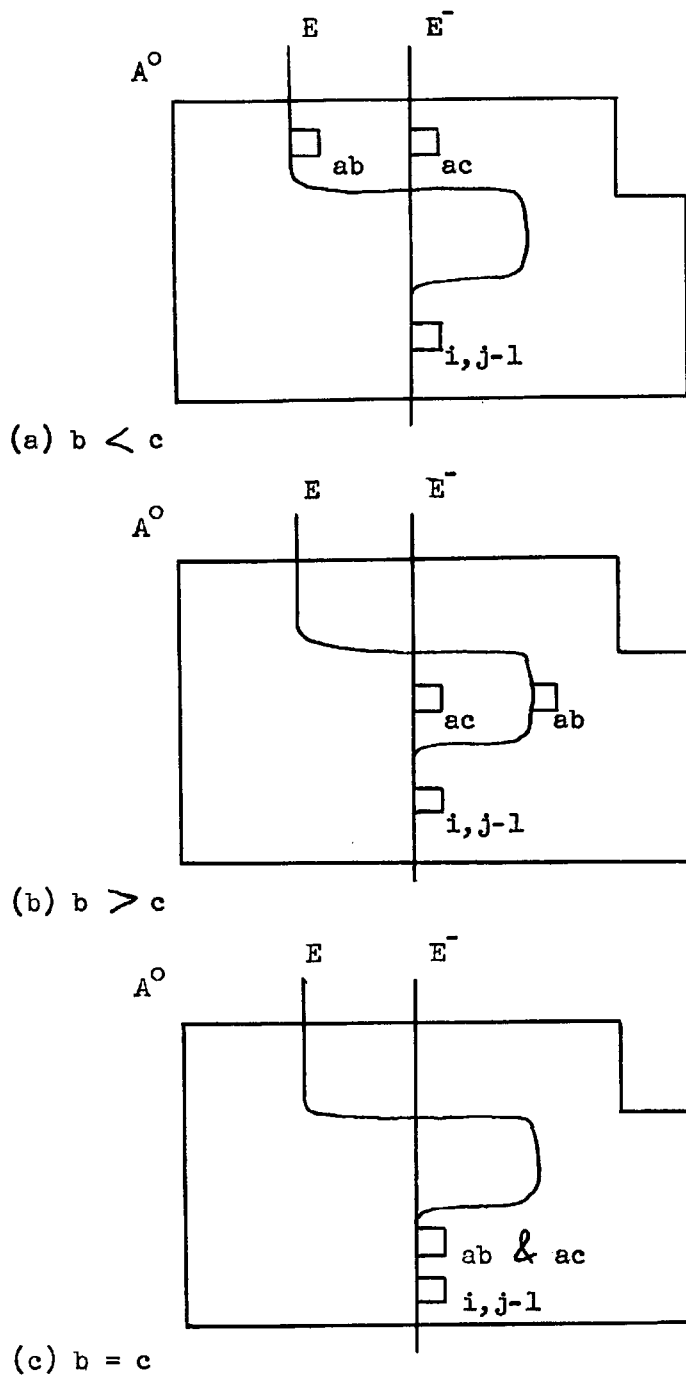 E E⁻
A°
ab ac
i,j-1
(a) b < c
E E⁻
A°
ac ab
i,j-1
(b) b > c
E E⁻
A°
ab & ac
i,j-1
(c) b = c